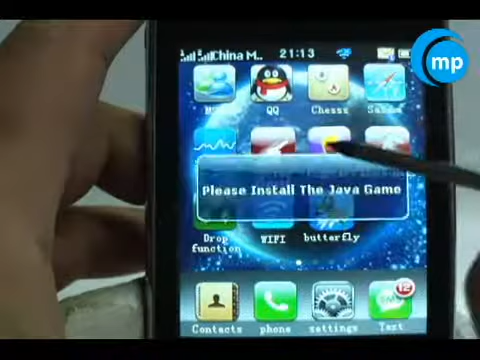 China M..
21:13
mp
QQ
Chess
Please Install The Java Game
Drop
function
WIFI
butterfly
12
SMS
Contacts
phone
settings
Text